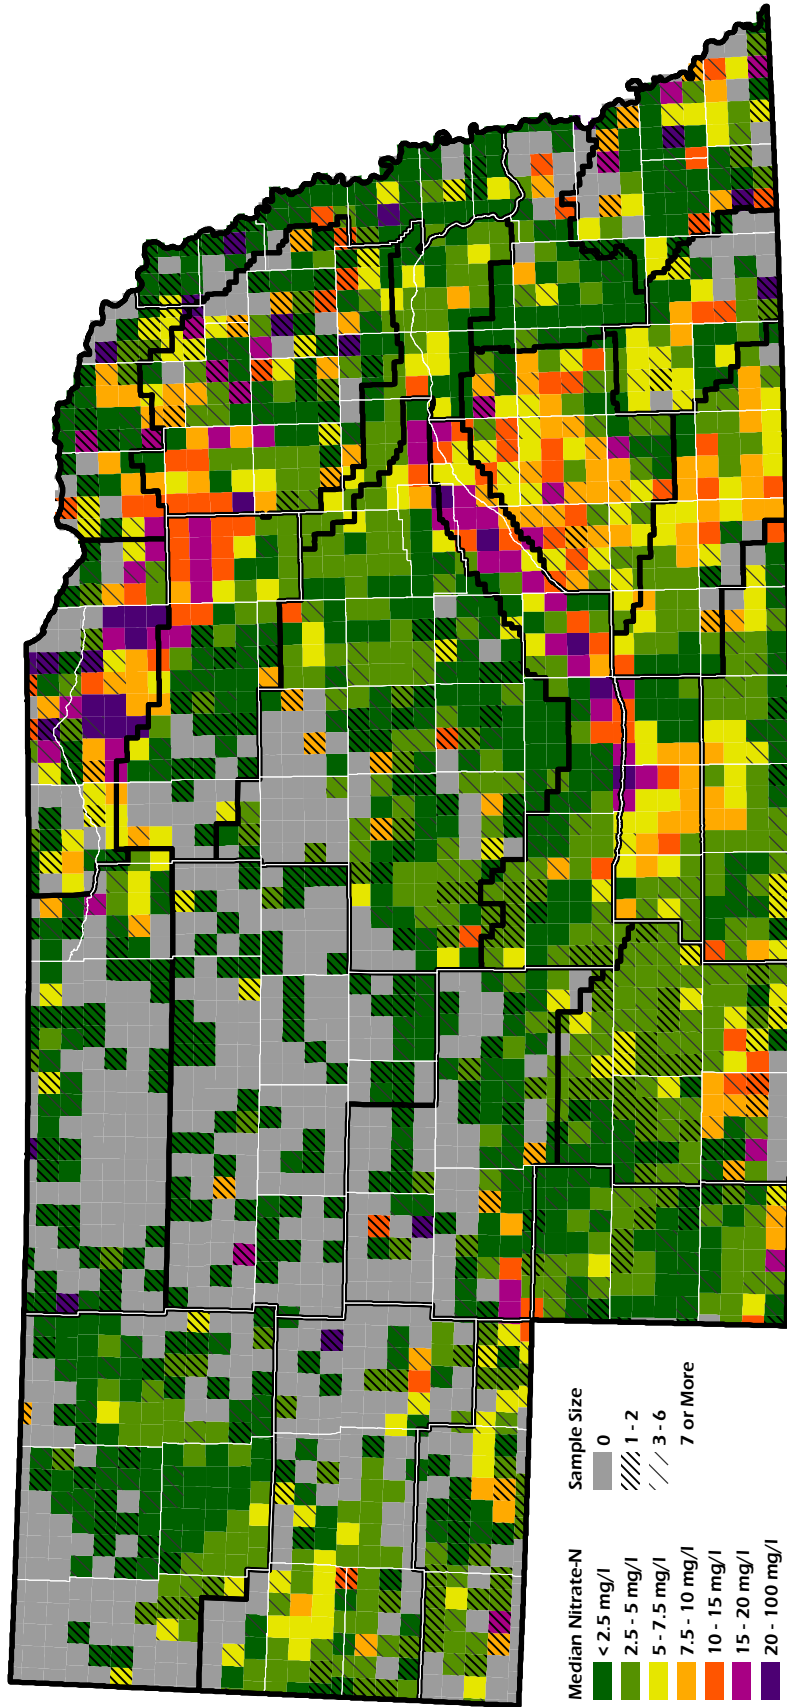 Median Nitrate-N
< 2.5 mg/l
2.5 - 5 mg/l
5 - 7.5 mg/l
7.5 - 10 mg/l
10 - 15 mg/l
15 - 20 mg/l
20 - 100 mg/l
Sample Size
0
1 - 2
3 - 6
7 or More